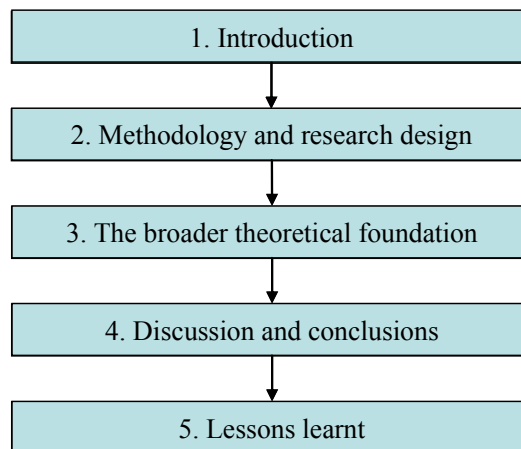 1. Introduction
2. Methodology and research design
3. The broader theoretical foundation
4. Discussion and conclusions
5. Lessons learnt